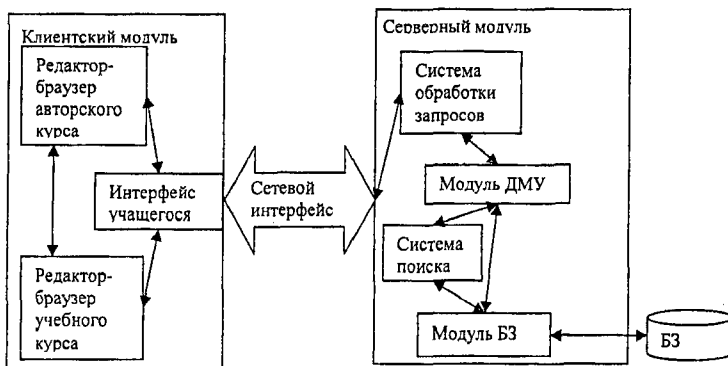 Клиентский модуль
Редактор-
браузер
авторского
курса
Интерфейс
учащегося
Редактор-
браузер
учебного
курса
Сетевой
интерфейс
Серверный модуль
Система
обработки
запросов
Модуль ДМУ
Система
поиска
Модуль БЗ
БЗ